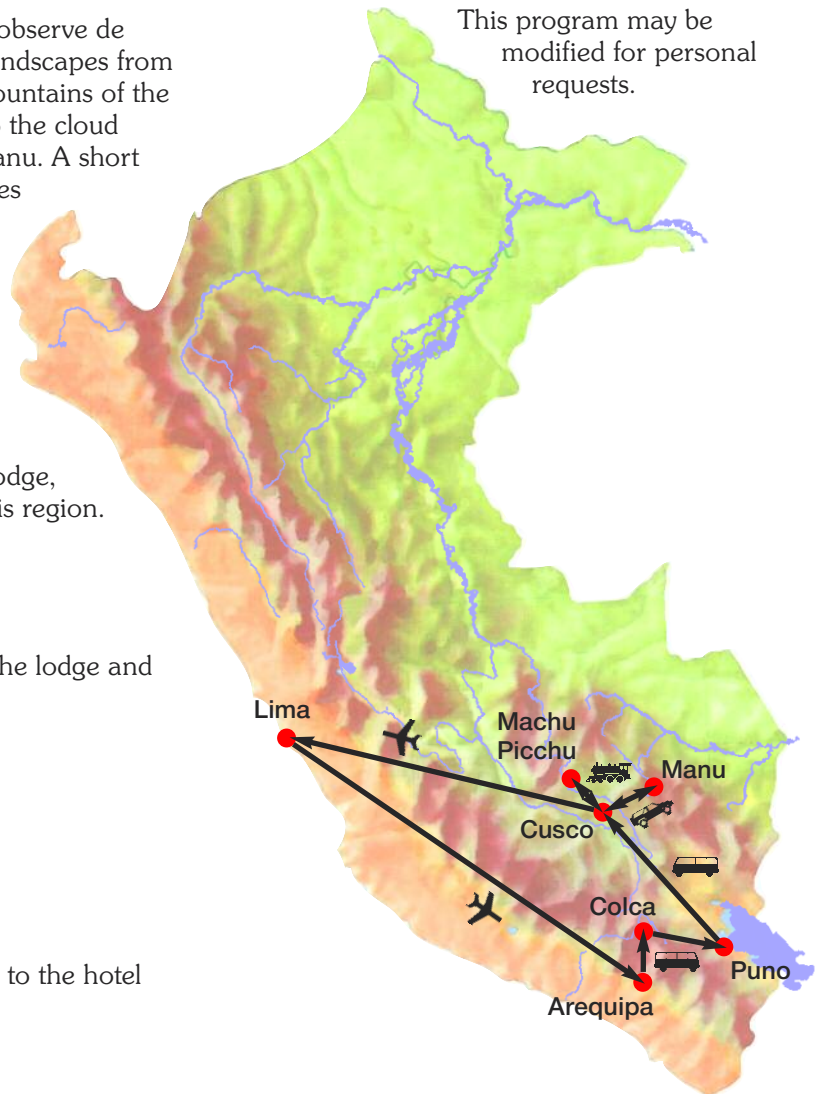 observe de
ndscapes from
ountains of the
the cloud
anu. A short
es
This program may be
modified for personal
requests.
odge,
is region.
he lodge and
Lima
Machu
Picchu
Manu
Cusco
Colca
Puno
Arequipa
to the hotel